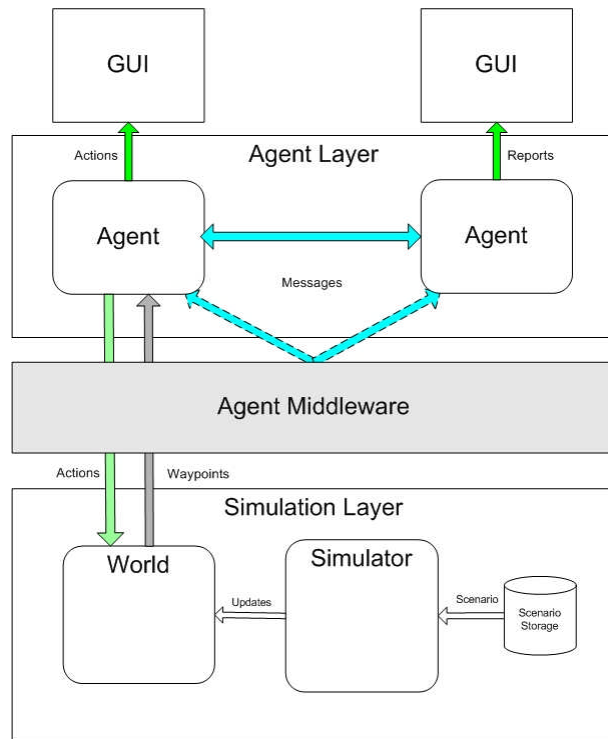 GUI
GUI
Actions
Agent Layer
Reports
Agent
Agent
Messages
Agent Middleware
Actions
Waypoints
Simulation Layer
World
Simulator
Updates
Scenario
Scenario
Storage